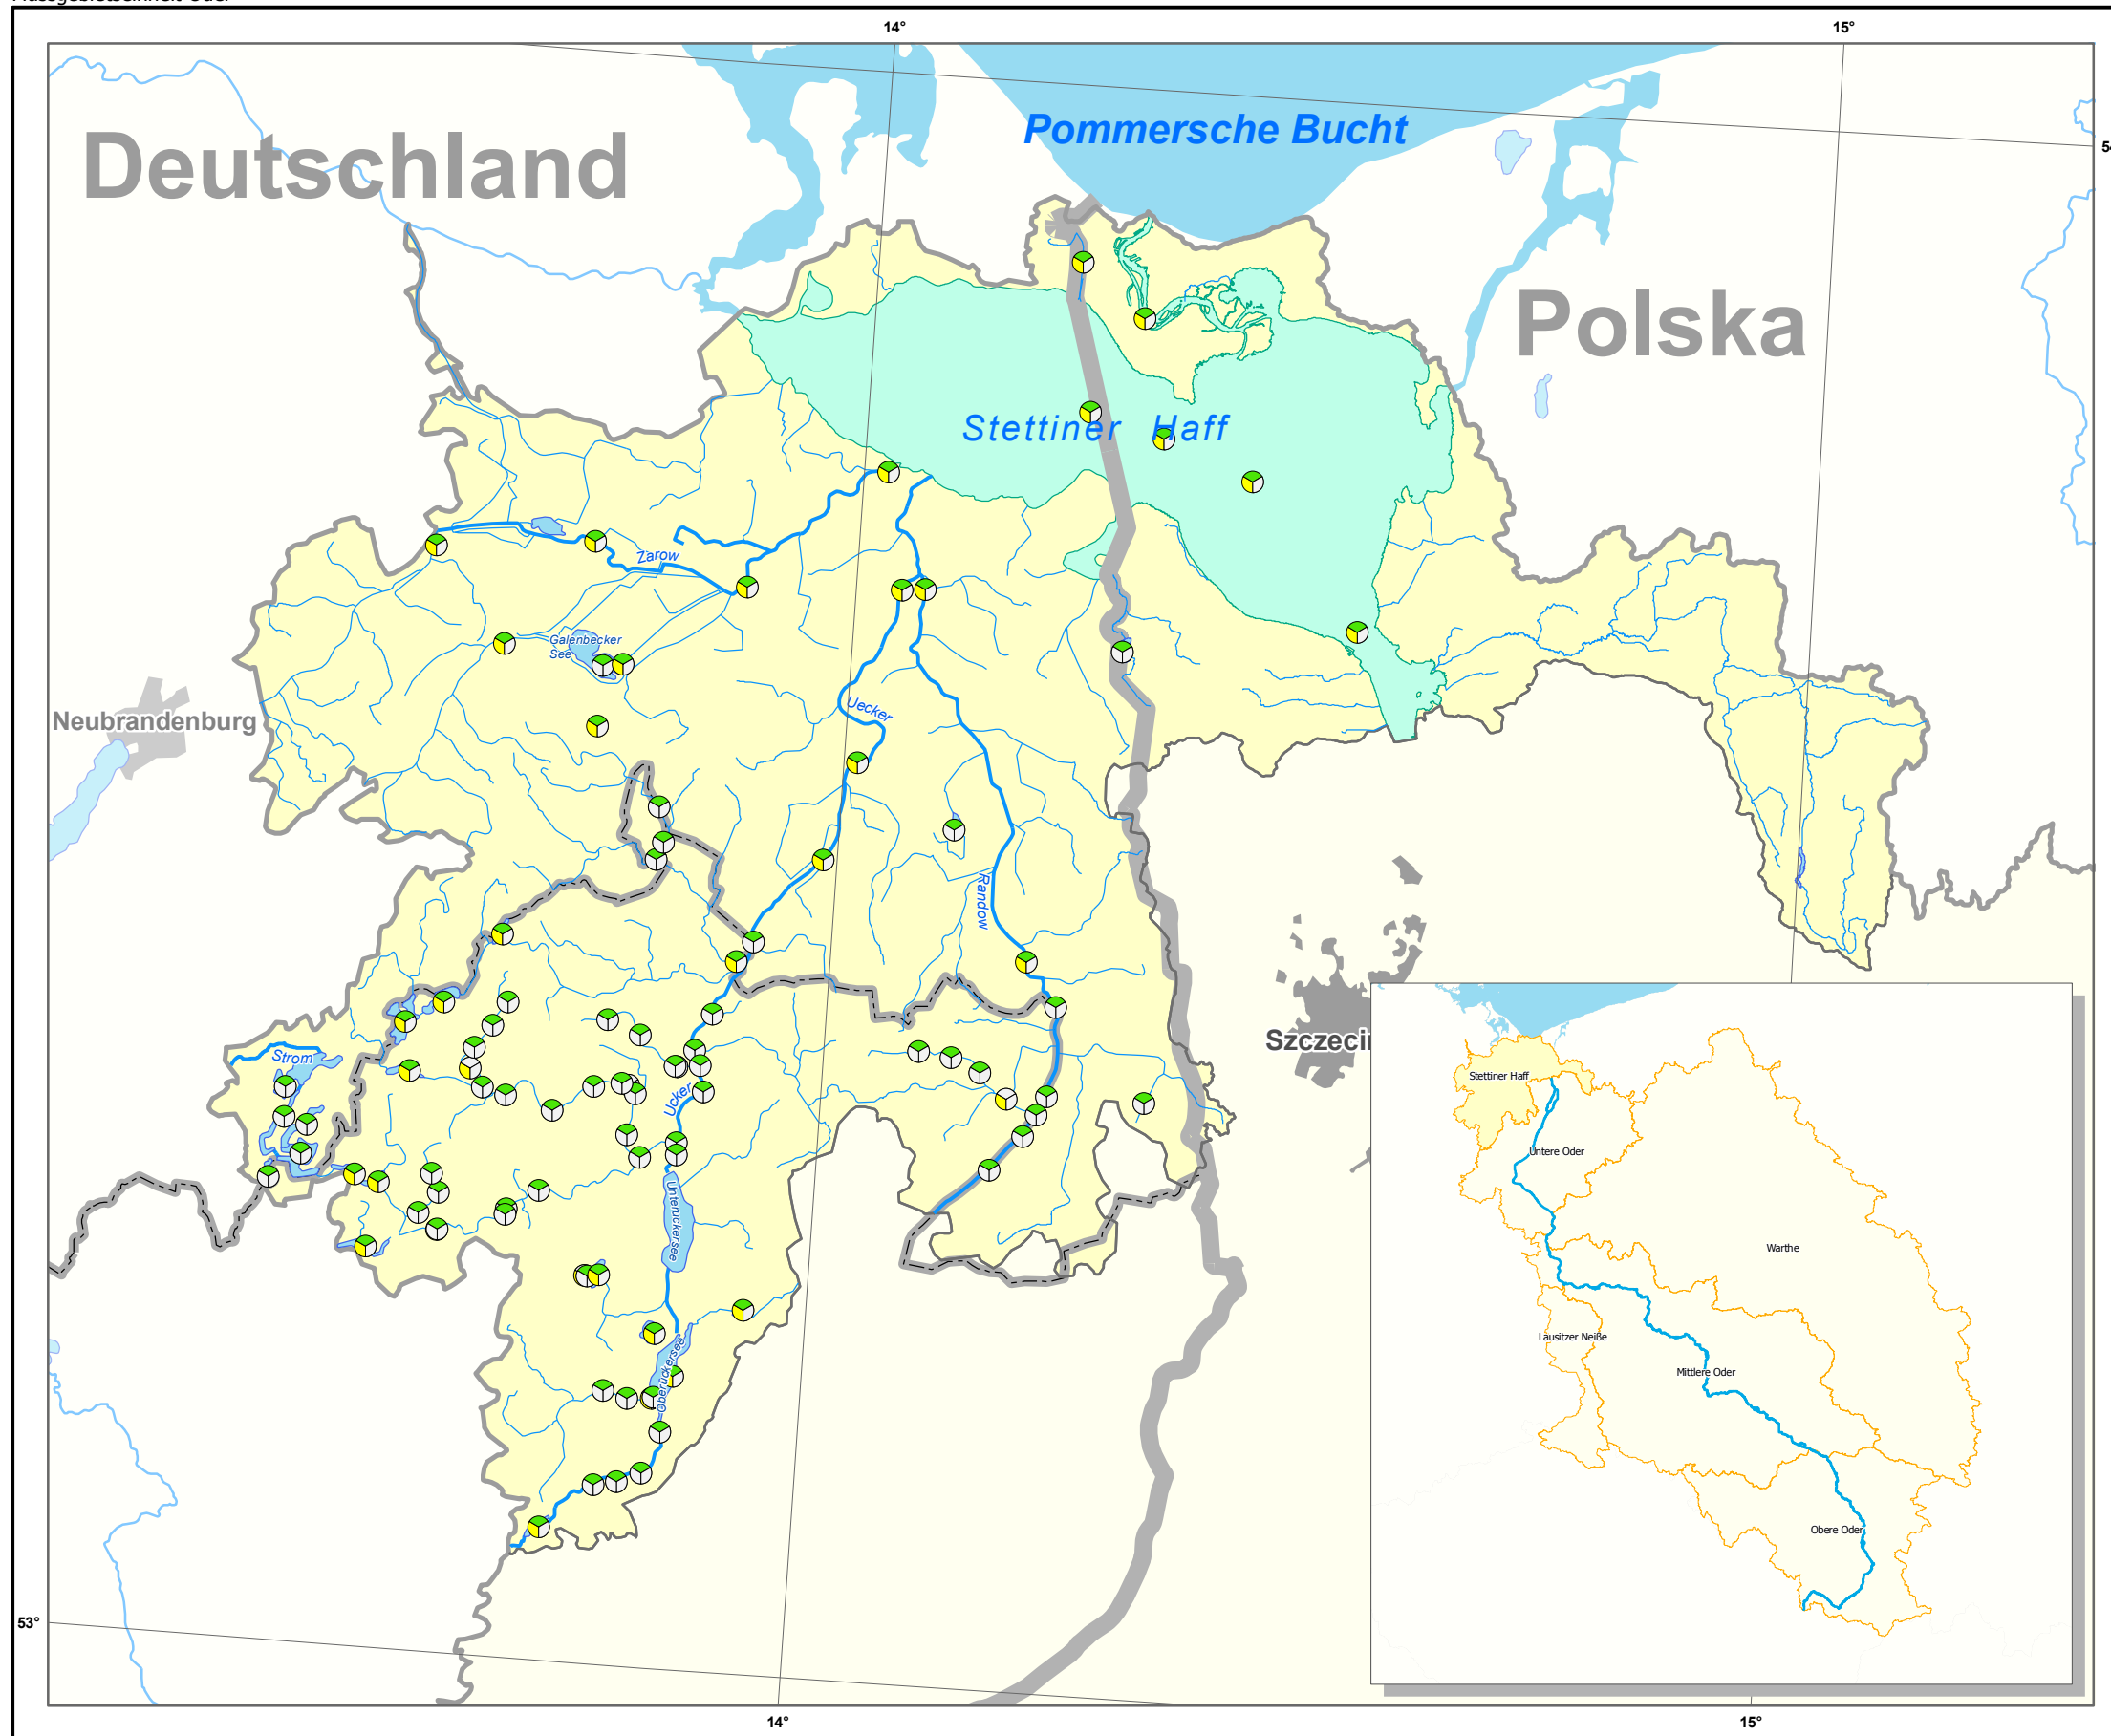 14°
15°
Pommersche Bucht
Deutschland
Polska
Stettiner Haff
Zarow
Galenbecker
See
Neubrandenburg
Uecker
Randow
Strom
Ucker
Unteruckersee
Oberuckersee
Stettiner Haff
Untere Oder
Warthe
Lausitzer Neiße
Mittlere Oder
Obere Oder
53°
14°
15°